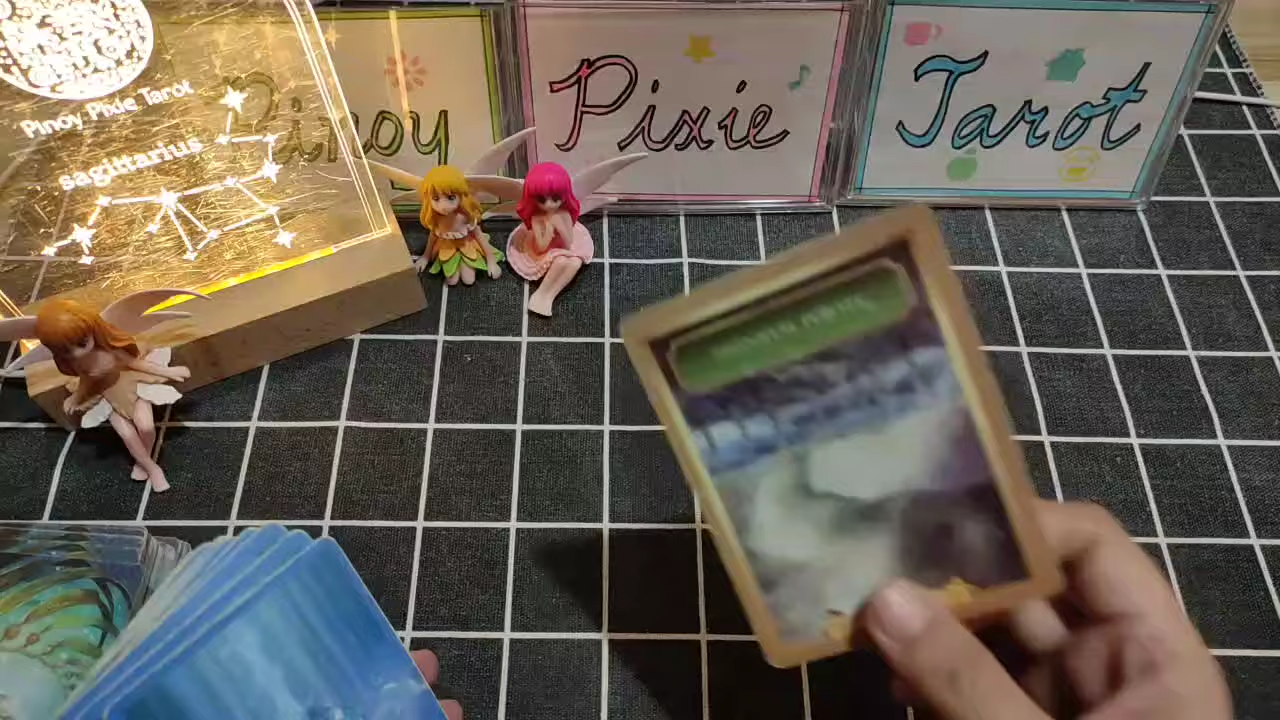 Pinoy Pixie Tarot
sagittarius
Pinoy
Pixie
Tarot